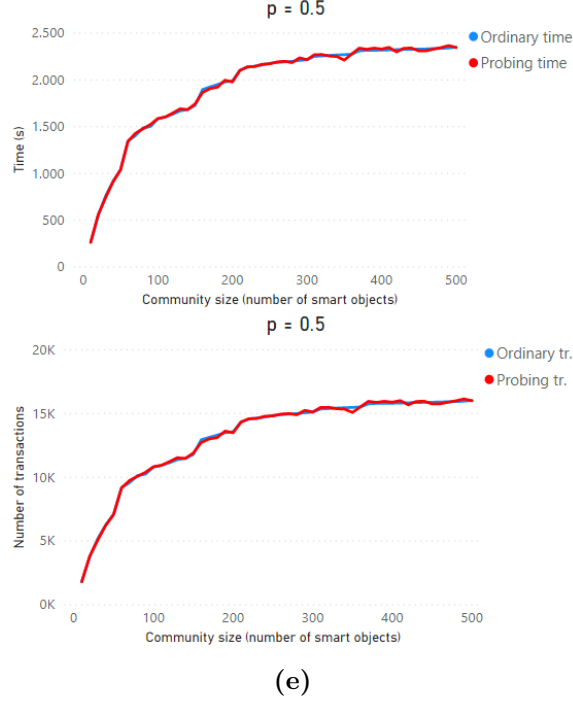 p = 0.5
2.500
2.000
1.500
1.000
500
0
Time (s)
Ordinary time
Probing time
0 100 200 300 400 500
Community size (number of smart objects)
p = 0.5
20K
15K
10K
5K
0K
Number of transactions
Ordinary tr.
Probing tr.
0 100 200 300 400 500
Community size (number of smart objects)
(e)